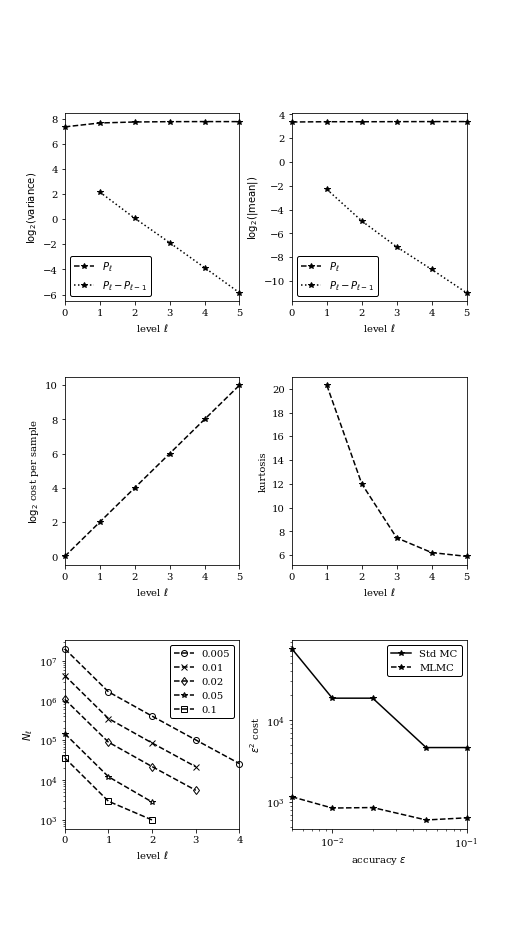 8
6
4
2
0
−2
−4
−6
log₂(variance)
P_ℓ
P_ℓ − P_{ℓ−1}
0 1 2 3 4 5
level ℓ
4
2
0
−2
−4
−6
−8
−10
log₂(|mean|)
P_ℓ
P_ℓ − P_{ℓ−1}
0 1 2 3 4 5
level ℓ
10
8
6
4
2
0
log₂ cost per sample
0 1 2 3 4 5
level ℓ
20
18
16
14
12
10
8
6
kurtosis
0 1 2 3 4 5
level ℓ
10⁷
10⁶
10⁵
10⁴
10³
N_ℓ
0.005
0.01
0.02
0.05
0.1
0 1 2 3 4
level ℓ
10⁴
10³
ε² cost
Std MC
MLMC
10⁻² 10⁻¹
accuracy ε